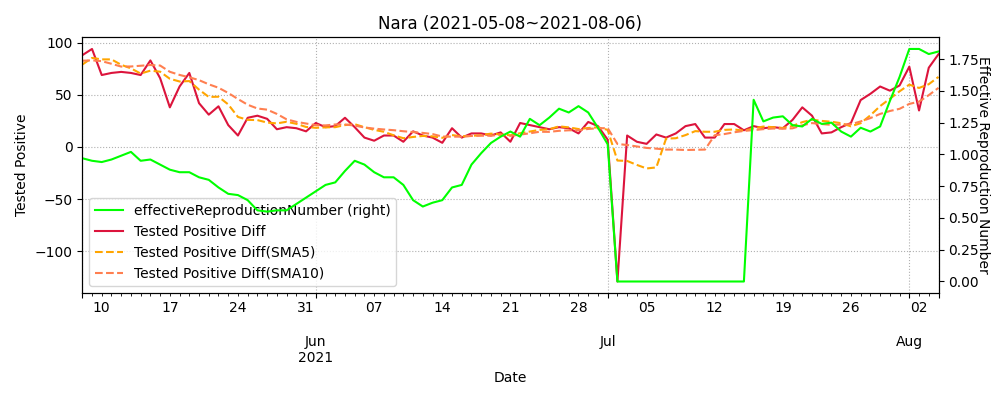 Nara (2021-05-08~2021-08-06)
100
50
0
−50
−100
Tested Positive
1.75
1.50
1.25
1.00
0.75
0.50
0.25
0.00
Effective Reproduction Number
effectiveReproductionNumber (right)
Tested Positive Diff
Tested Positive Diff(SMA5)
Tested Positive Diff(SMA10)
10 17 24 31 07 14 21 28 05 12 19 26 02
Jun Jul Aug
2021
Date